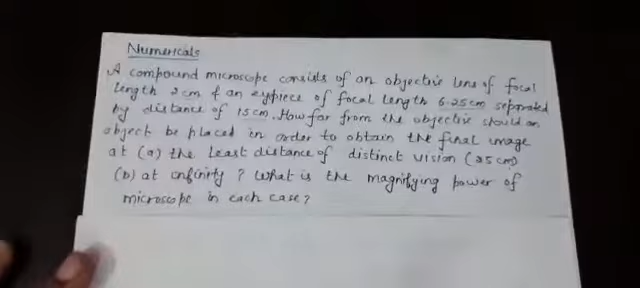 Numericals
A compound microscope consists of an objective lens of focal
length 2 cm & an eyepiece of focal length 6.25 cm separated
by distance of 15 cm. How far from the objective should an
object be placed in order to obtain the final image
at (a) the least distance of distinct vision (25 cm)
(b) at infinity? What is the magnifying power of
microscope in each case?